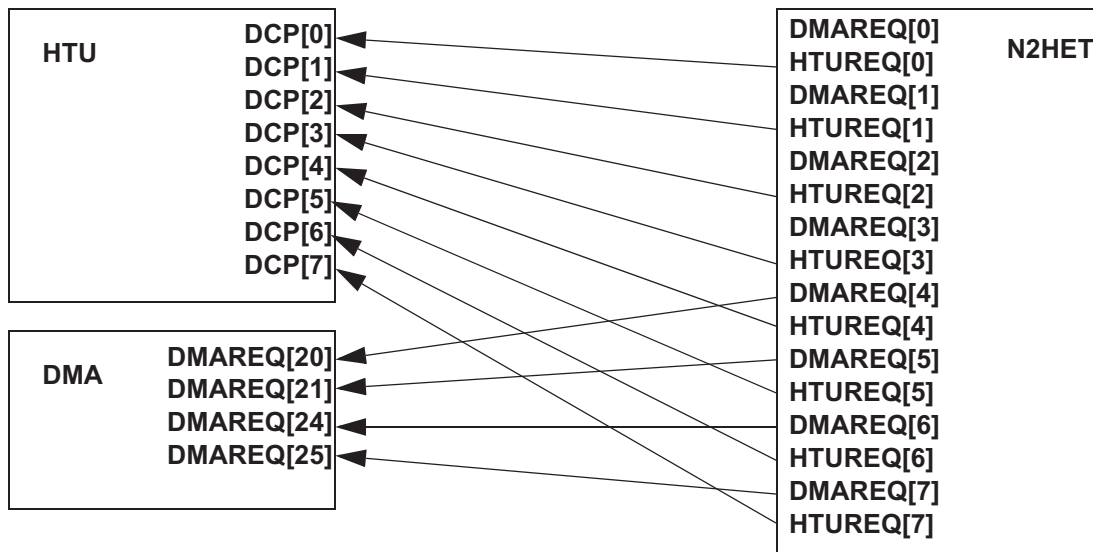 HTU
DCP[0]
DCP[1]
DCP[2]
DCP[3]
DCP[4]
DCP[5]
DCP[6]
DCP[7]
DMA
DMAREQ[20]
DMAREQ[21]
DMAREQ[24]
DMAREQ[25]
N2HET
DMAREQ[0]
HTUREQ[0]
DMAREQ[1]
HTUREQ[1]
DMAREQ[2]
HTUREQ[2]
DMAREQ[3]
HTUREQ[3]
DMAREQ[4]
HTUREQ[4]
DMAREQ[5]
HTUREQ[5]
DMAREQ[6]
HTUREQ[6]
DMAREQ[7]
HTUREQ[7]